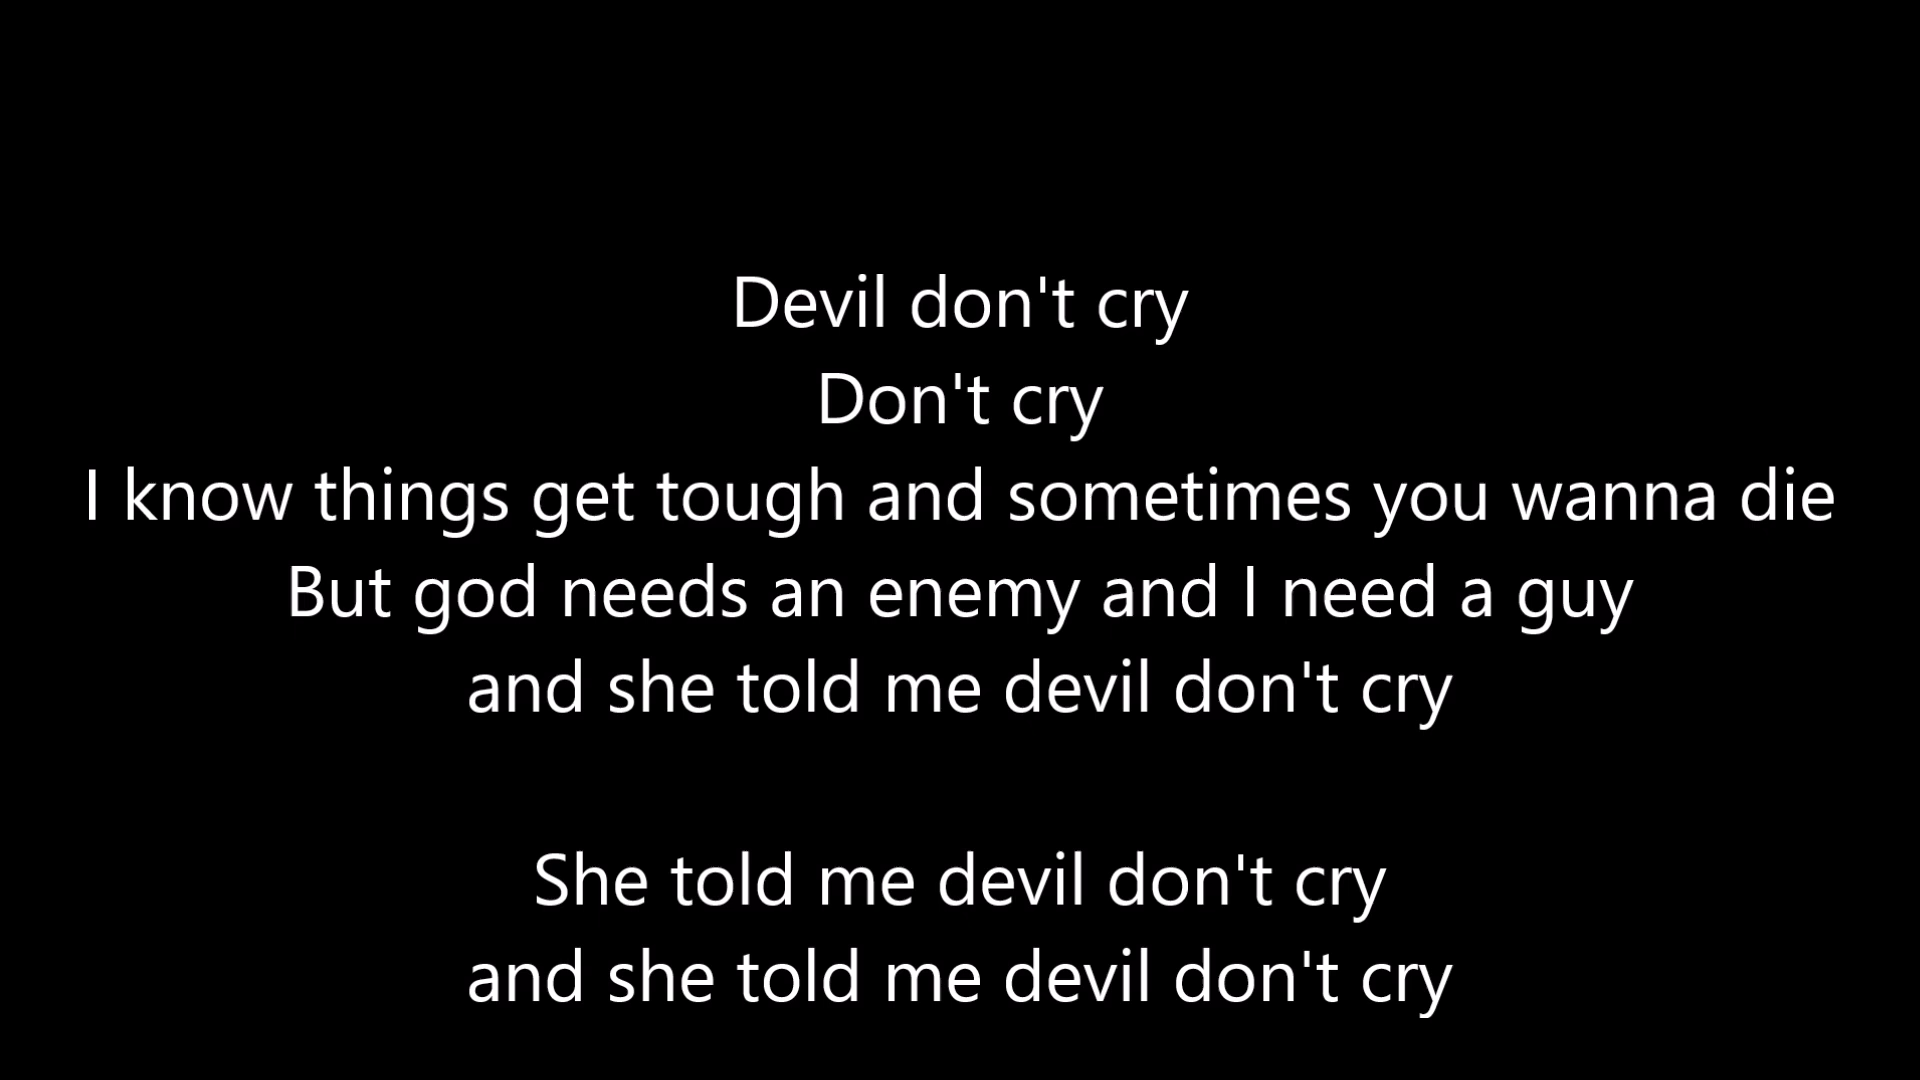 Devil don't cry
Don't cry
I know things get tough and sometimes you wanna die
But god needs an enemy and I need a guy
and she told me devil don't cry
She told me devil don't cry
and she told me devil don't cry